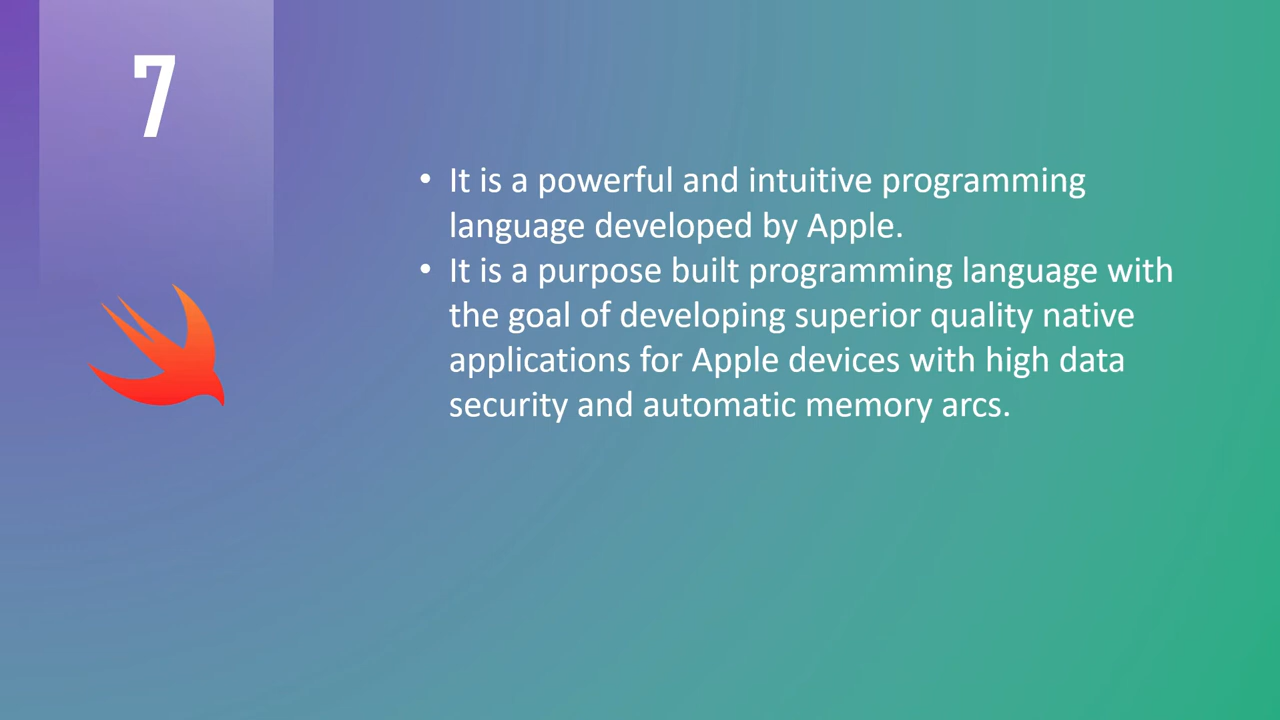 7
• It is a powerful and intuitive programming
language developed by Apple.
• It is a purpose built programming language with
the goal of developing superior quality native
applications for Apple devices with high data
security and automatic memory arcs.